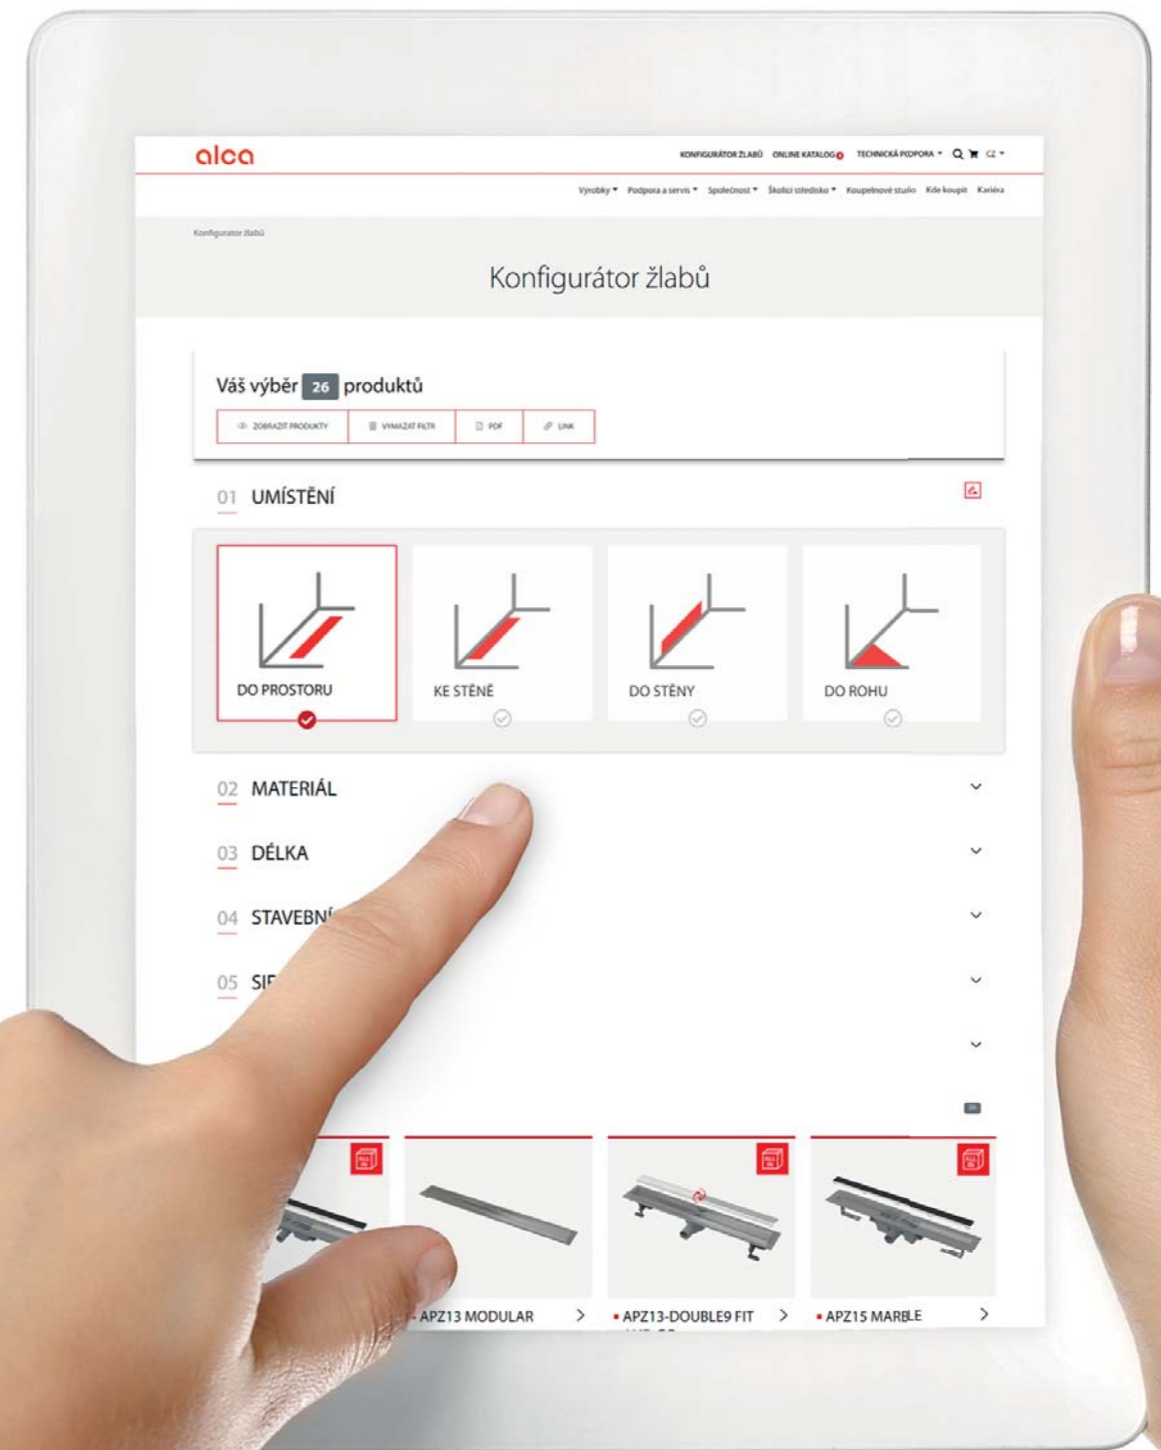 alca
KONFIGURÁTOR ŽLABŮ ONLINE KATALOG TECHNICKÁ PODPORA CZ
Výrobky Podpora a servis Společnost Školicí středisko Koupelnové studio Kde koupit Kariéra
Konfigurator žlabů
Konfigurátor žlabů
Váš výběr 26 produktů
ZOBRAZIT PRODUKTY VYMAZAT FILTR PDF LINK
01 UMÍSTĚNÍ
DO PROSTORU KE STĚNĚ DO STĚNY DO ROHU
02 MATERIÁL
03 DÉLKA
04 STAVEBNÍ
05
APZ13 MODULAR APZ13-DOUBLE9 FIT APZ15 MARBLE